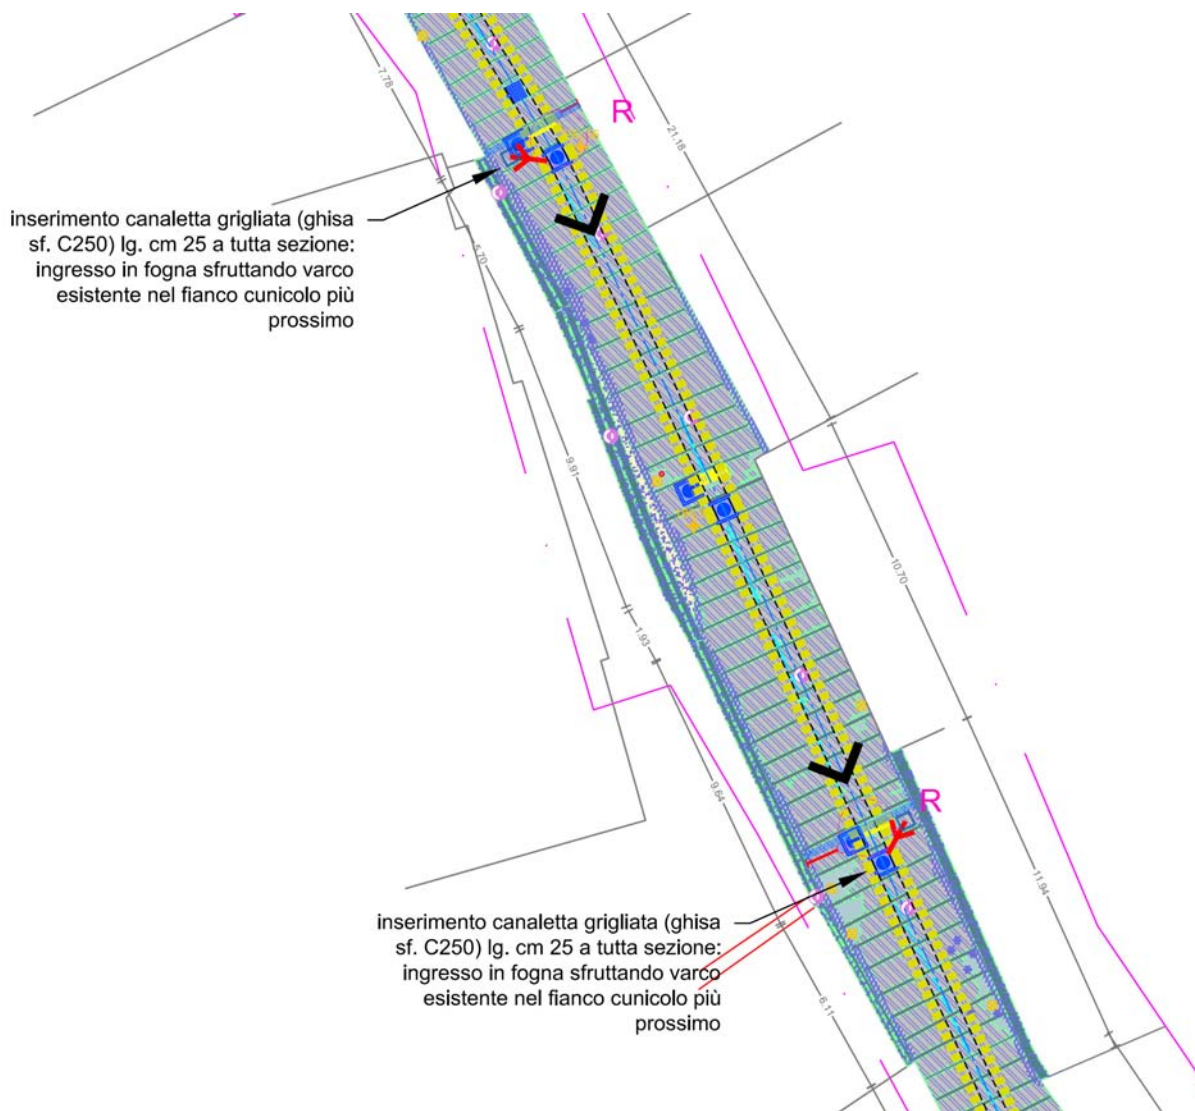 7.78
R
21.18
inserimento canaletta grigliata (ghisa
sf. C250) lg. cm 25 a tutta sezione:
ingresso in fogna sfruttando varco
esistente nel fianco cunicolo più
prossimo
5.70
9.91
10.70
1.93
9.64
R
11.94
inserimento canaletta grigliata (ghisa
sf. C250) lg. cm 25 a tutta sezione:
ingresso in fogna sfruttando varco
esistente nel fianco cunicolo più
prossimo
6.11